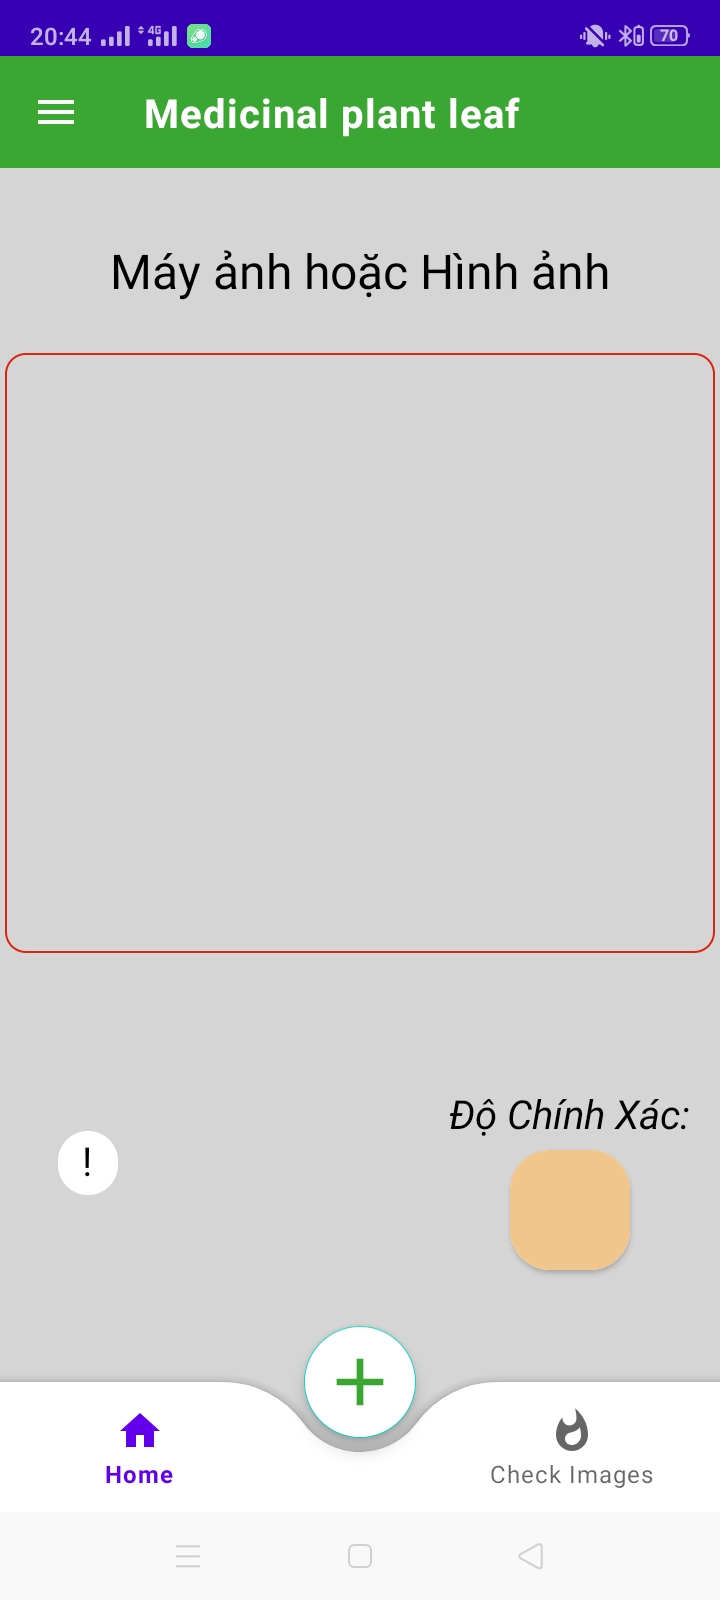 20:44 4G 70
Medicinal plant leaf
Máy ảnh hoặc Hình ảnh
Độ Chính Xác:
!
Home
Check Images